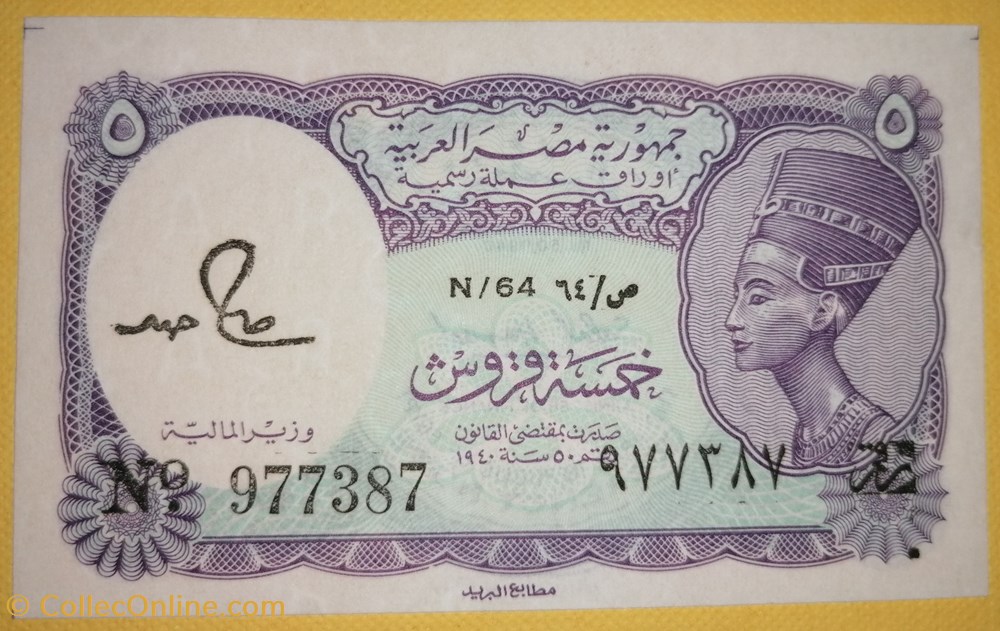 ٥ ٥
جمهورية مصر العربية
أوراق عملة رسمية
N/64 ص/٦٤
خمسة قروش
وزير المالية
صدرت بمقتضى القانون
رقم ٥٠ سنة ١٩٤٠
Nº 977387 ٩٧٧٣٨٧
مطابع البريد
© CollecOnline.com